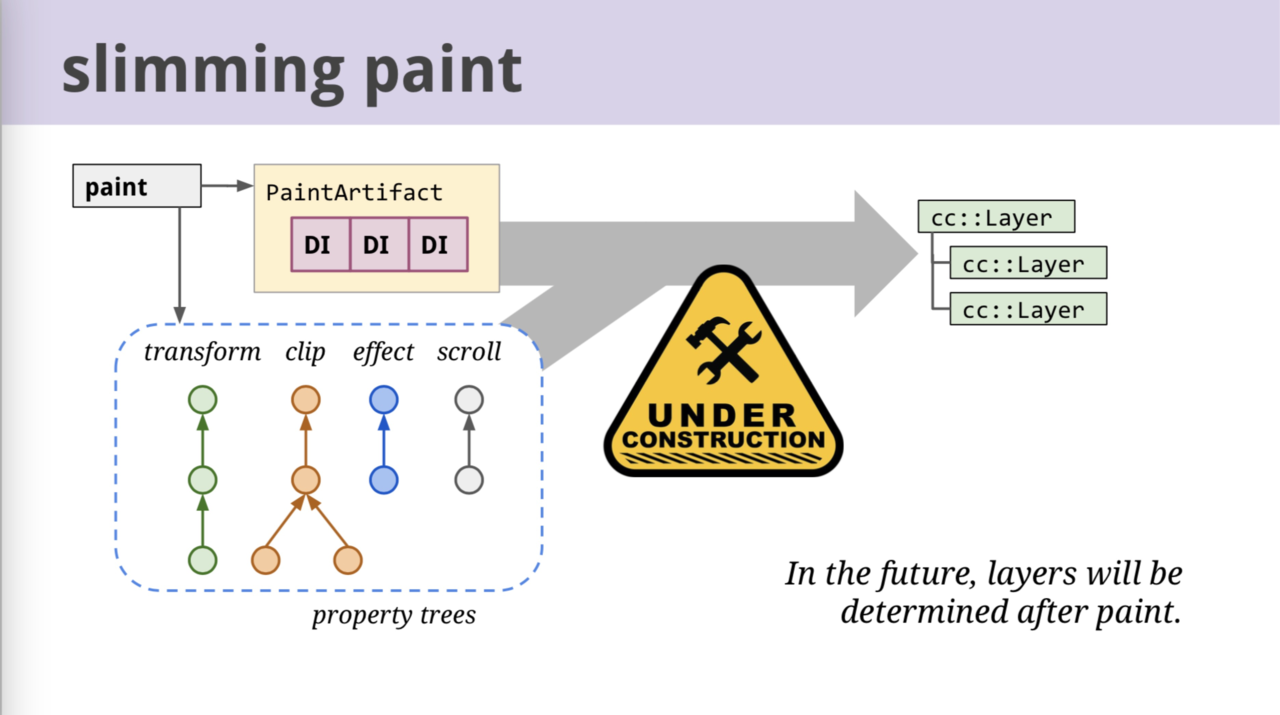 slimming paint
paint
PaintArtifact
DI DI DI
cc::Layer
cc::Layer
cc::Layer
transform clip effect scroll
UNDER
CONSTRUCTION
property trees
In the future, layers will be
determined after paint.